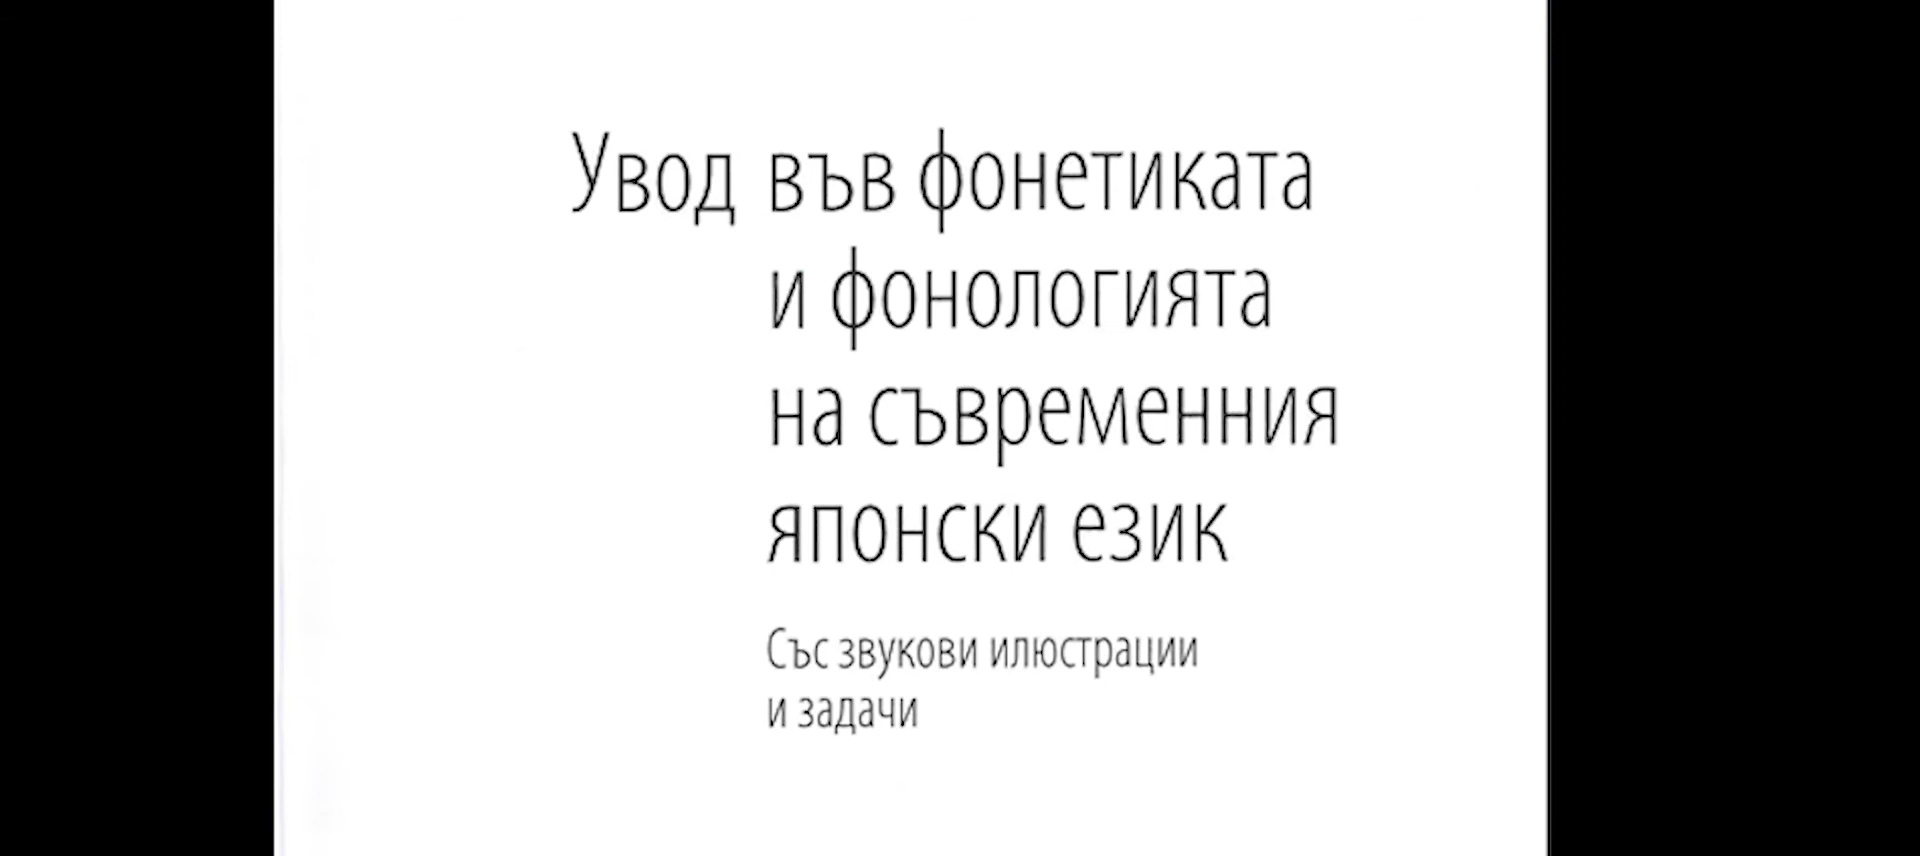 Увод във фонетиката
и фонологията
на съвременния
японски език
Със звукови илюстрации
и задачи